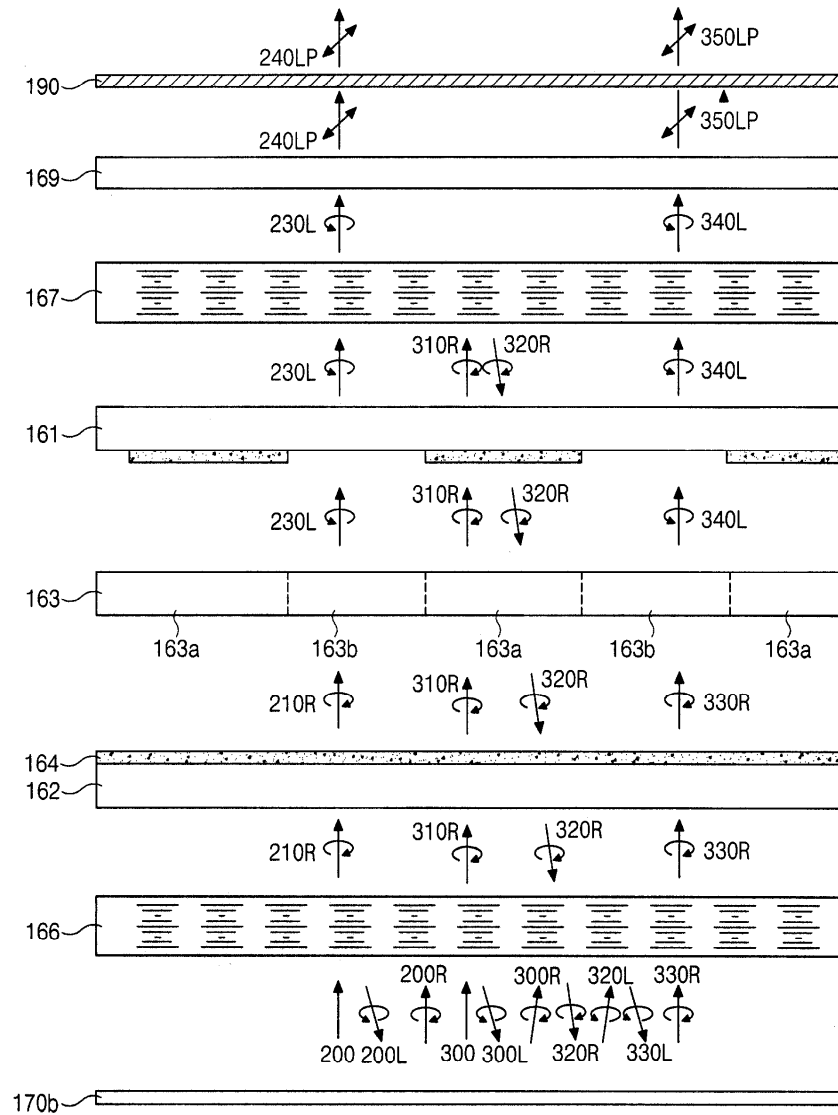 240LP 350LP
190
240LP 350LP
169
230L 340L
167
310R 320R
230L 340L
161
310R 320R
230L 340L
163
163a 163b 163a 163b 163a
310R 320R
210R 330R
164
162
310R 320R
210R 330R
166
200R 300R 320L 330R
200 200L 300 300L 320R 330L
170b